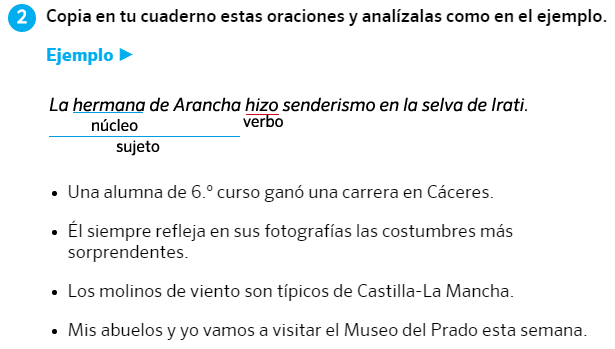 2 Copia en tu cuaderno estas oraciones y analízalas como en el ejemplo.
Ejemplo ►
La hermana de Arancha hizo senderismo en la selva de Irati.
núcleo verbo
sujeto
• Una alumna de 6.º curso ganó una carrera en Cáceres.
• Él siempre refleja en sus fotografías las costumbres más
sorprendentes.
• Los molinos de viento son típicos de Castilla-La Mancha.
• Mis abuelos y yo vamos a visitar el Museo del Prado esta semana.